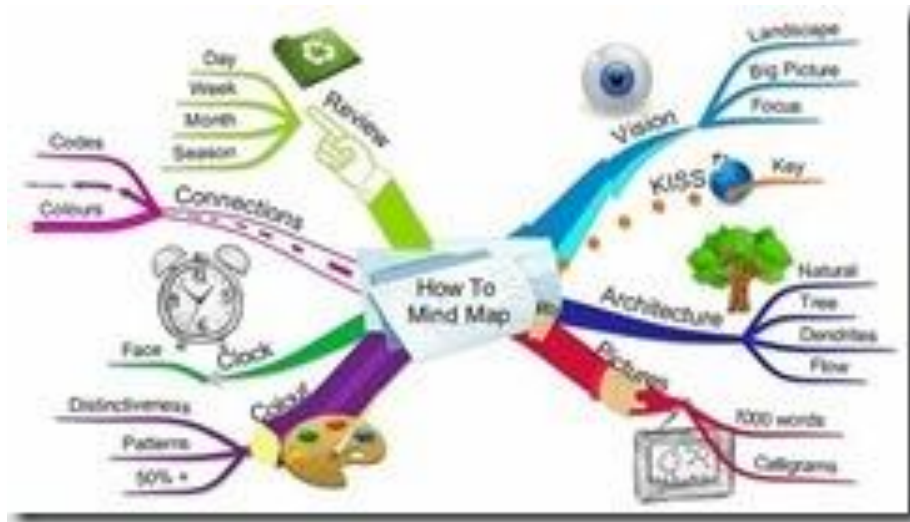 How To
Mind Map
Vision
Landscape
Big Picture
Focus
KISS
Key
Architecture
Natural
Tree
Dendrites
Flow
Pictures
1000 words
Calligrams
Colour
Distinctiveness
Patterns
50% +
Clock
Face
Connections
Codes
Colours
Review
Day
Week
Month
Season